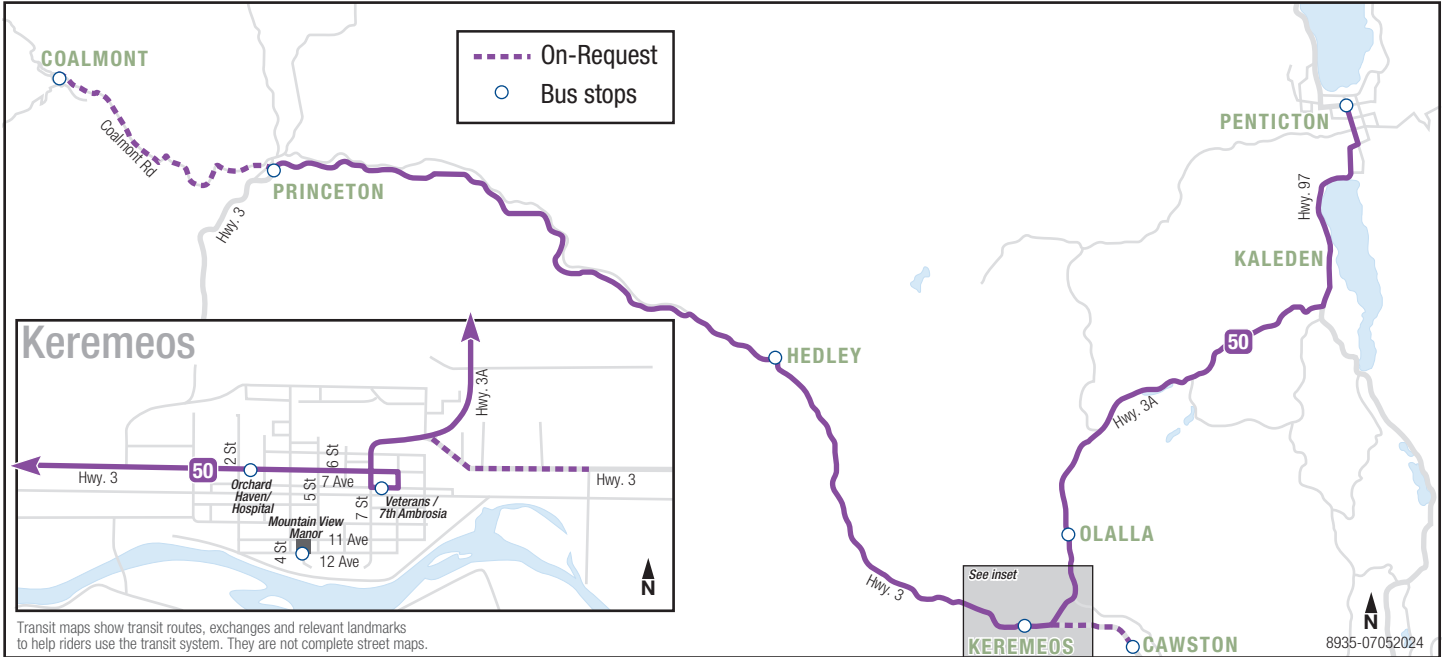 COALMONT
Coalmont Rd
On-Request
Bus stops
PENTICTON
PRINCETON
Hwy. 3
Hwy. 97
KALEDEN
50
HEDLEY
Hwy. 3A
OLALLA
Hwy. 3
See inset
KEREMEOS
CAWSTON
N
8935-07052024
Keremeos
Hwy. 3A
2 St
6 St
50
Hwy. 3
7 Ave
Hwy. 3
Orchard
Haven/
Hospital
5 St
7 St
Veterans /
7th Ambrosia
Mountain View
Manor
11 Ave
4 St
12 Ave
N
Transit maps show transit routes, exchanges and relevant landmarks
to help riders use the transit system. They are not complete street maps.